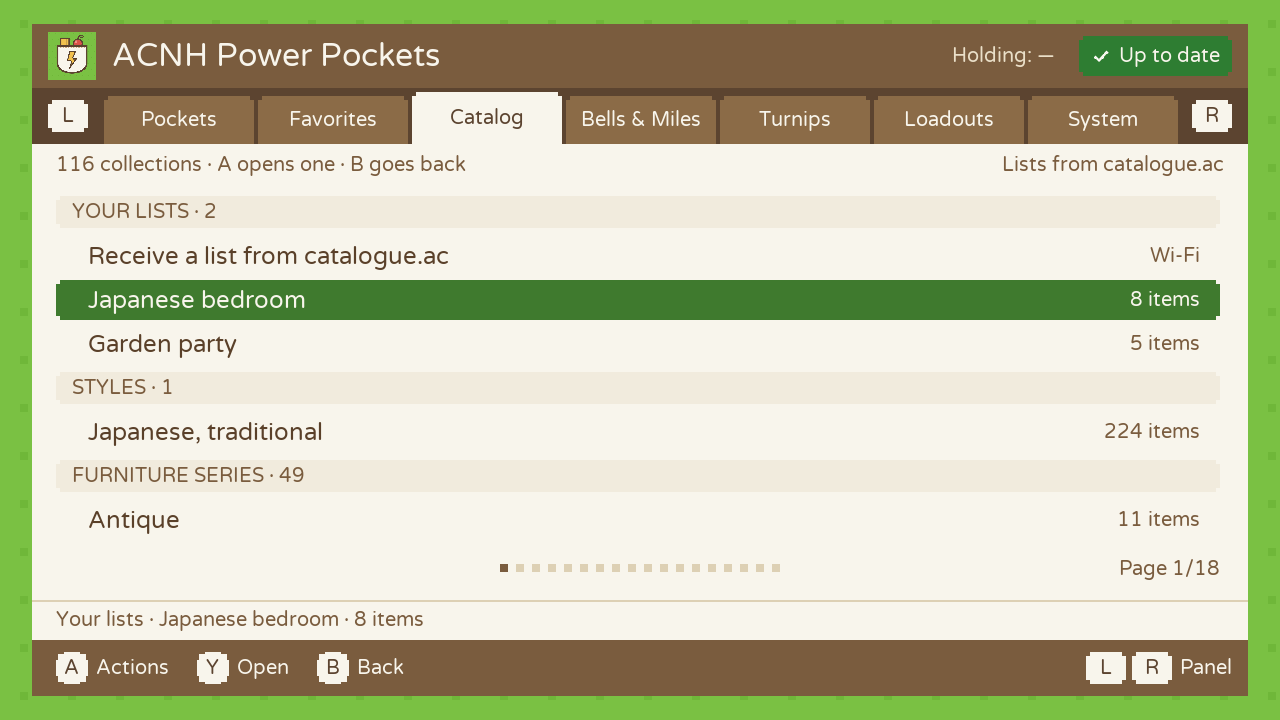 ACNH Power Pockets
Holding: —
Up to date
L
Pockets
Favorites
Catalog
Bells & Miles
Turnips
Loadouts
System
R
116 collections · A opens one · B goes back
Lists from catalogue.ac
YOUR LISTS · 2
Receive a list from catalogue.ac
Wi-Fi
Japanese bedroom
8 items
Garden party
5 items
STYLES · 1
Japanese, traditional
224 items
FURNITURE SERIES · 49
Antique
11 items
Page 1/18
Your lists · Japanese bedroom · 8 items
A Actions
Y Open
B Back
L R Panel